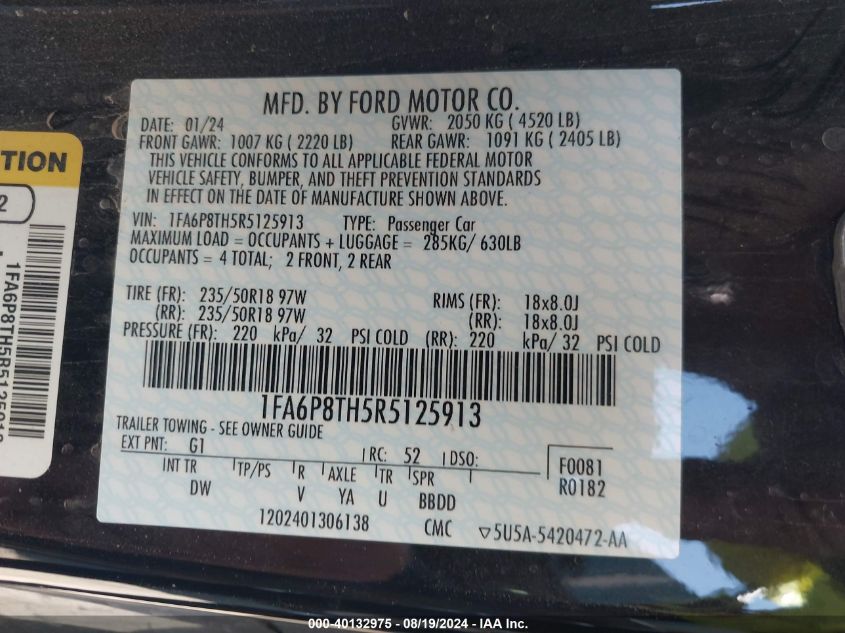 MFD. BY FORD MOTOR CO.
DATE: 01/24 GVWR: 2050 KG ( 4520 LB)
FRONT GAWR: 1007 KG ( 2220 LB) REAR GAWR: 1091 KG ( 2405 LB)
THIS VEHICLE CONFORMS TO ALL APPLICABLE FEDERAL MOTOR
VEHICLE SAFETY, BUMPER, AND THEFT PREVENTION STANDARDS
IN EFFECT ON THE DATE OF MANUFACTURE SHOWN ABOVE.
VIN: 1FA6P8TH5R5125913 TYPE: Passenger Car
MAXIMUM LOAD = OCCUPANTS + LUGGAGE = 285KG/ 630LB
OCCUPANTS = 4 TOTAL; 2 FRONT, 2 REAR
TIRE (FR): 235/50R18 97W RIMS (FR): 18x8.0J
(RR): 235/50R18 97W (RR): 18x8.0J
PRESSURE (FR): 220 kPa/ 32 PSI COLD (RR): 220 kPa/ 32 PSI COLD
1FA6P8TH5R5125913
TRAILER TOWING - SEE OWNER GUIDE
EXT PNT: G1 RC: 52 DSO: F0081
INT TR TP/PS R AXLE TR SPR R0182
DW V YA U BBDD
1202401306138 CMC ▽5U5A-5420472-AA
TION
2
1FA6P8TH5R5125913
000-40132975 - 08/19/2024 - IAA Inc.